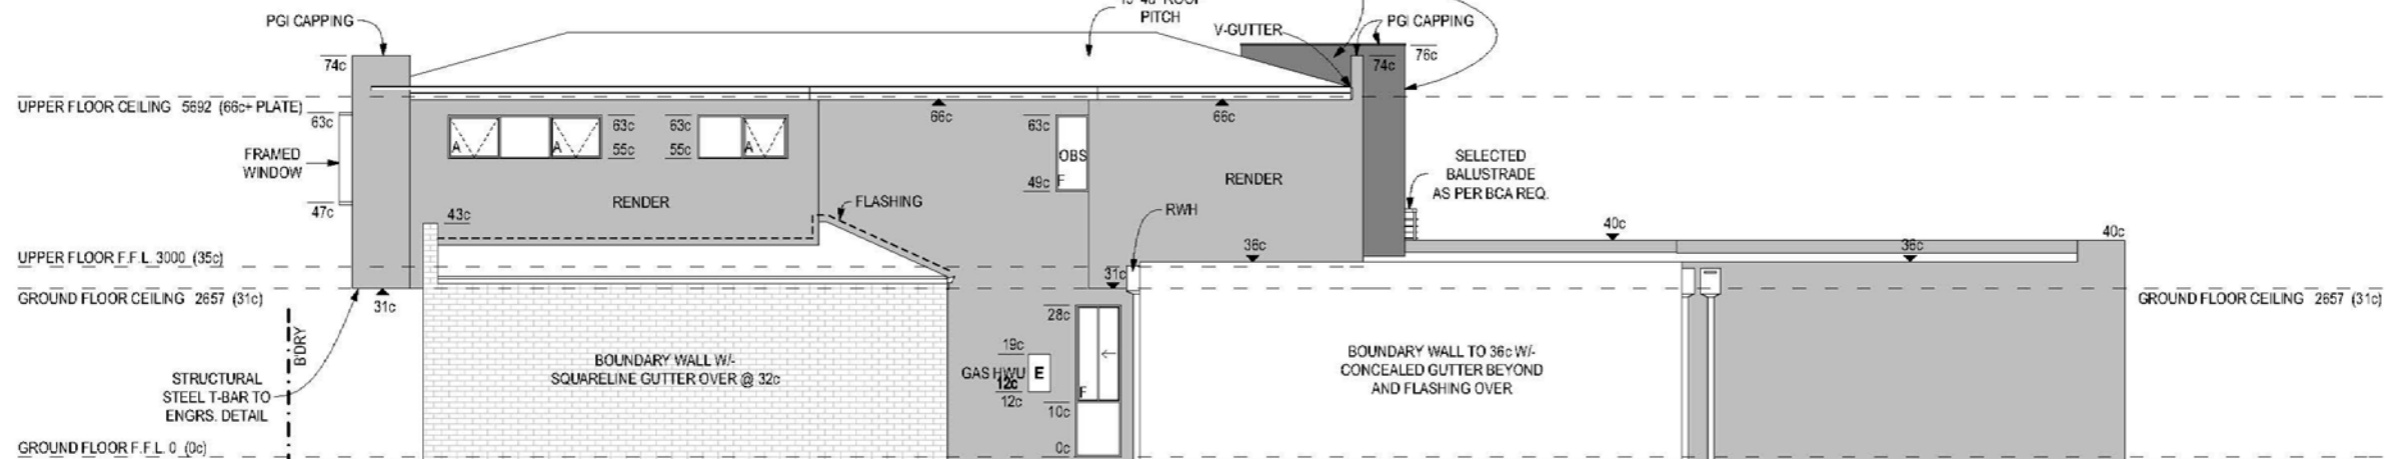 PGI CAPPING
PITCH
V-GUTTER
PGI CAPPING
74c
74c
76c
UPPER FLOOR CEILING 5692 (66c+ PLATE)
63c
66c
66c
63c
55c
63c
55c
63c
A
A
A
FRAMED
WINDOW
OBS
F
49c
SELECTED
BALUSTRADE
AS PER BCA REQ.
RENDER
RENDER
47c
43c
FLASHING
RWH
40c
40c
36c
36c
UPPER FLOOR F.F.L. 3000 (35c)
31c
GROUND FLOOR CEILING 2657 (31c)
GROUND FLOOR CEILING 2657 (31c)
31c
28c
B'DRY
19c
BOUNDARY WALL W/-
SQUARELINE GUTTER OVER @ 32c
GAS HWU
E
12c
12c
F
10c
0c
BOUNDARY WALL TO 36c W/-
CONCEALED GUTTER BEYOND
AND FLASHING OVER
STRUCTURAL
STEEL T-BAR TO
ENGRS. DETAIL
GROUND FLOOR F.F.L. 0 (0c)